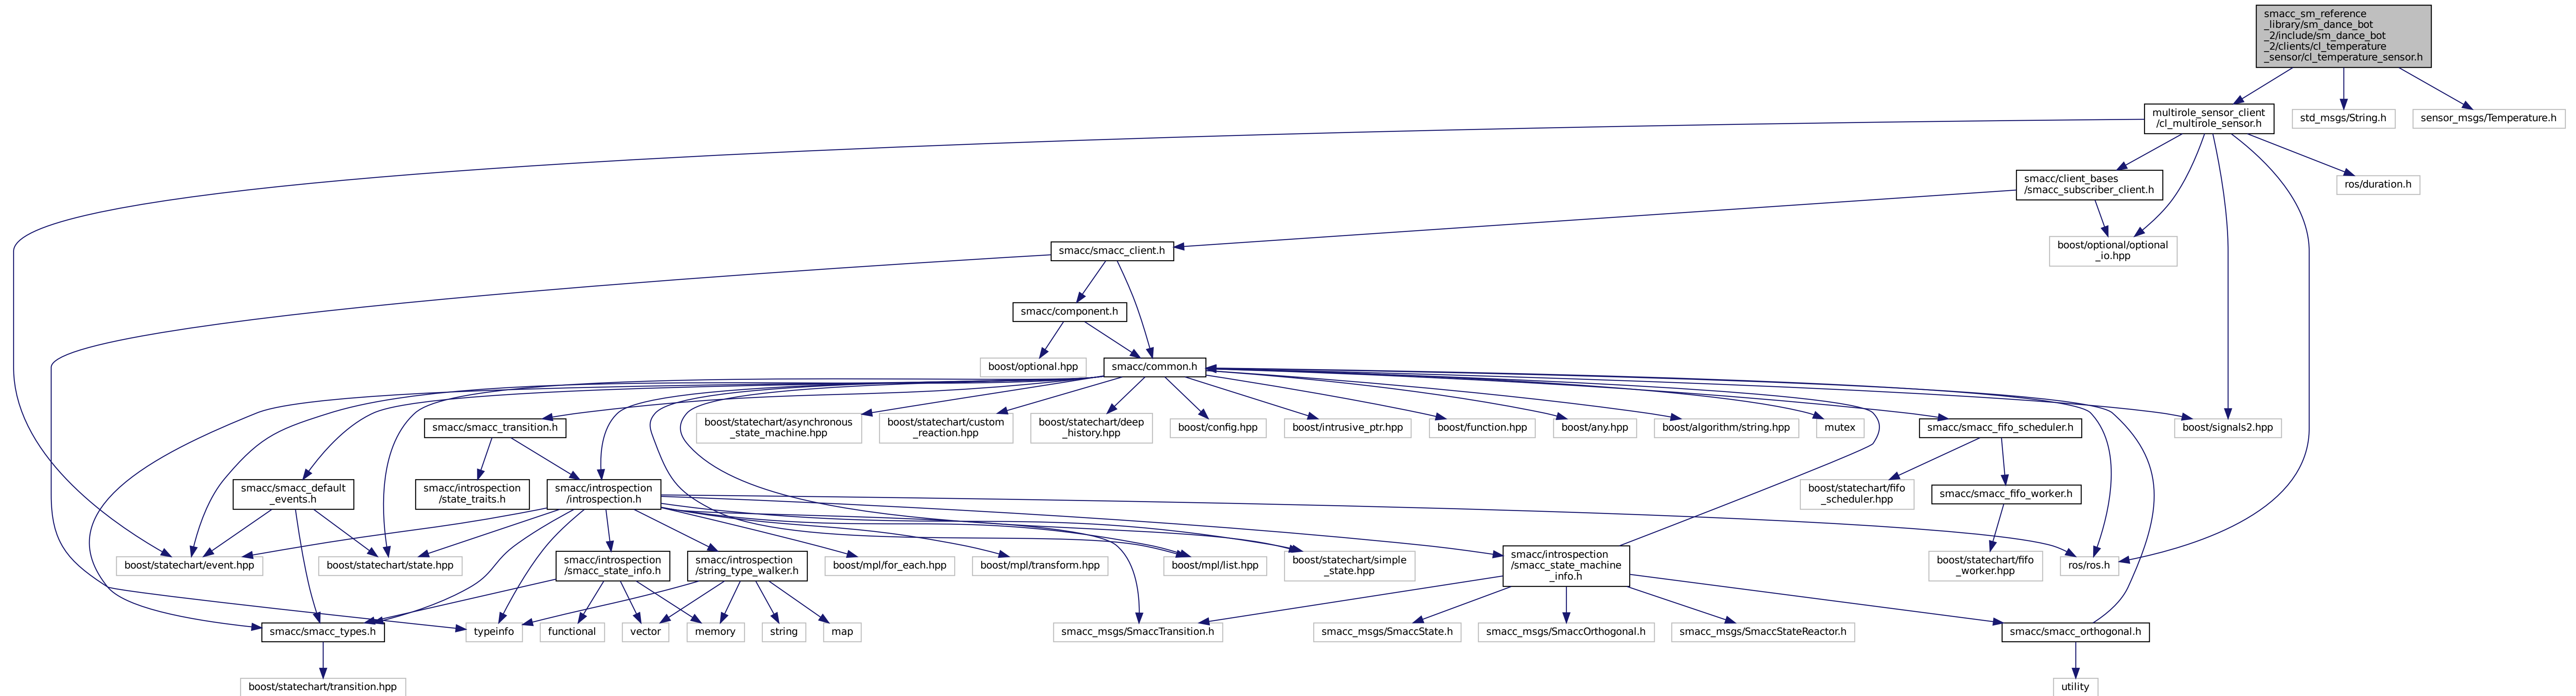 smacc_sm_reference
_library/sm_dance_bot
_2/include/sm_dance_bot
_2/clients/cl_temperature
_sensor/cl_temperature_sensor.h
multirole_sensor_client
/cl_multirole_sensor.h
std_msgs/String.h
sensor_msgs/Temperature.h
smacc/client_bases
/smacc_subscriber_client.h
ros/duration.h
smacc/smacc_client.h
boost/optional/optional
_io.hpp
smacc/component.h
boost/optional.hpp
smacc/common.h
smacc/smacc_transition.h
boost/statechart/asynchronous
_state_machine.hpp
boost/statechart/custom
_reaction.hpp
boost/statechart/deep
_history.hpp
boost/config.hpp
boost/intrusive_ptr.hpp
boost/function.hpp
boost/any.hpp
boost/algorithm/string.hpp
mutex
smacc/smacc_fifo_scheduler.h
boost/signals2.hpp
smacc/smacc_default
_events.h
smacc/introspection
/state_traits.h
smacc/introspection
/introspection.h
boost/statechart/fifo
_scheduler.hpp
smacc/smacc_fifo_worker.h
boost/statechart/event.hpp
boost/statechart/state.hpp
smacc/introspection
/smacc_state_info.h
smacc/introspection
/string_type_walker.h
boost/mpl/for_each.hpp
boost/mpl/transform.hpp
boost/mpl/list.hpp
boost/statechart/simple
_state.hpp
smacc/introspection
/smacc_state_machine
_info.h
boost/statechart/fifo
_worker.hpp
ros/ros.h
smacc/smacc_types.h
typeinfo
functional
vector
memory
string
map
smacc_msgs/SmaccTransition.h
smacc_msgs/SmaccState.h
smacc_msgs/SmaccOrthogonal.h
smacc_msgs/SmaccStateReactor.h
smacc/smacc_orthogonal.h
boost/statechart/transition.hpp
utility